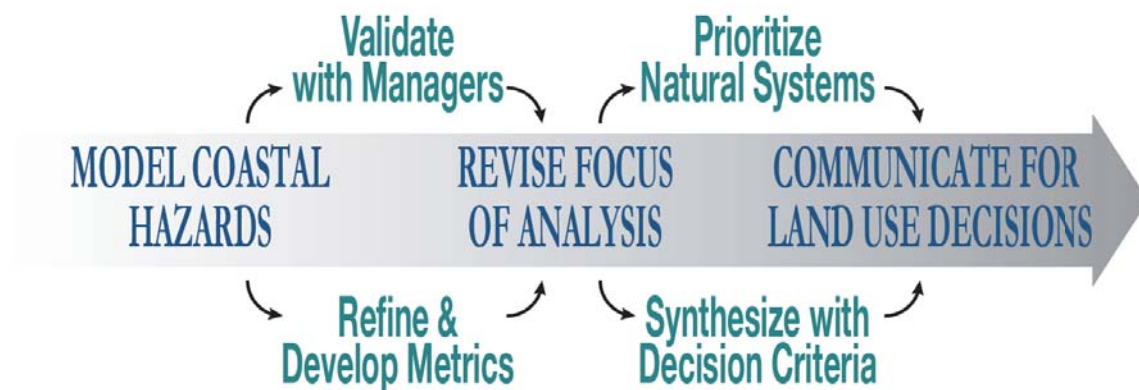 Validate
with Managers
Prioritize
Natural Systems
MODEL COASTAL
HAZARDS
REVISE FOCUS
OF ANALYSIS
COMMUNICATE FOR
LAND USE DECISIONS
Refine &
Develop Metrics
Synthesize with
Decision Criteria